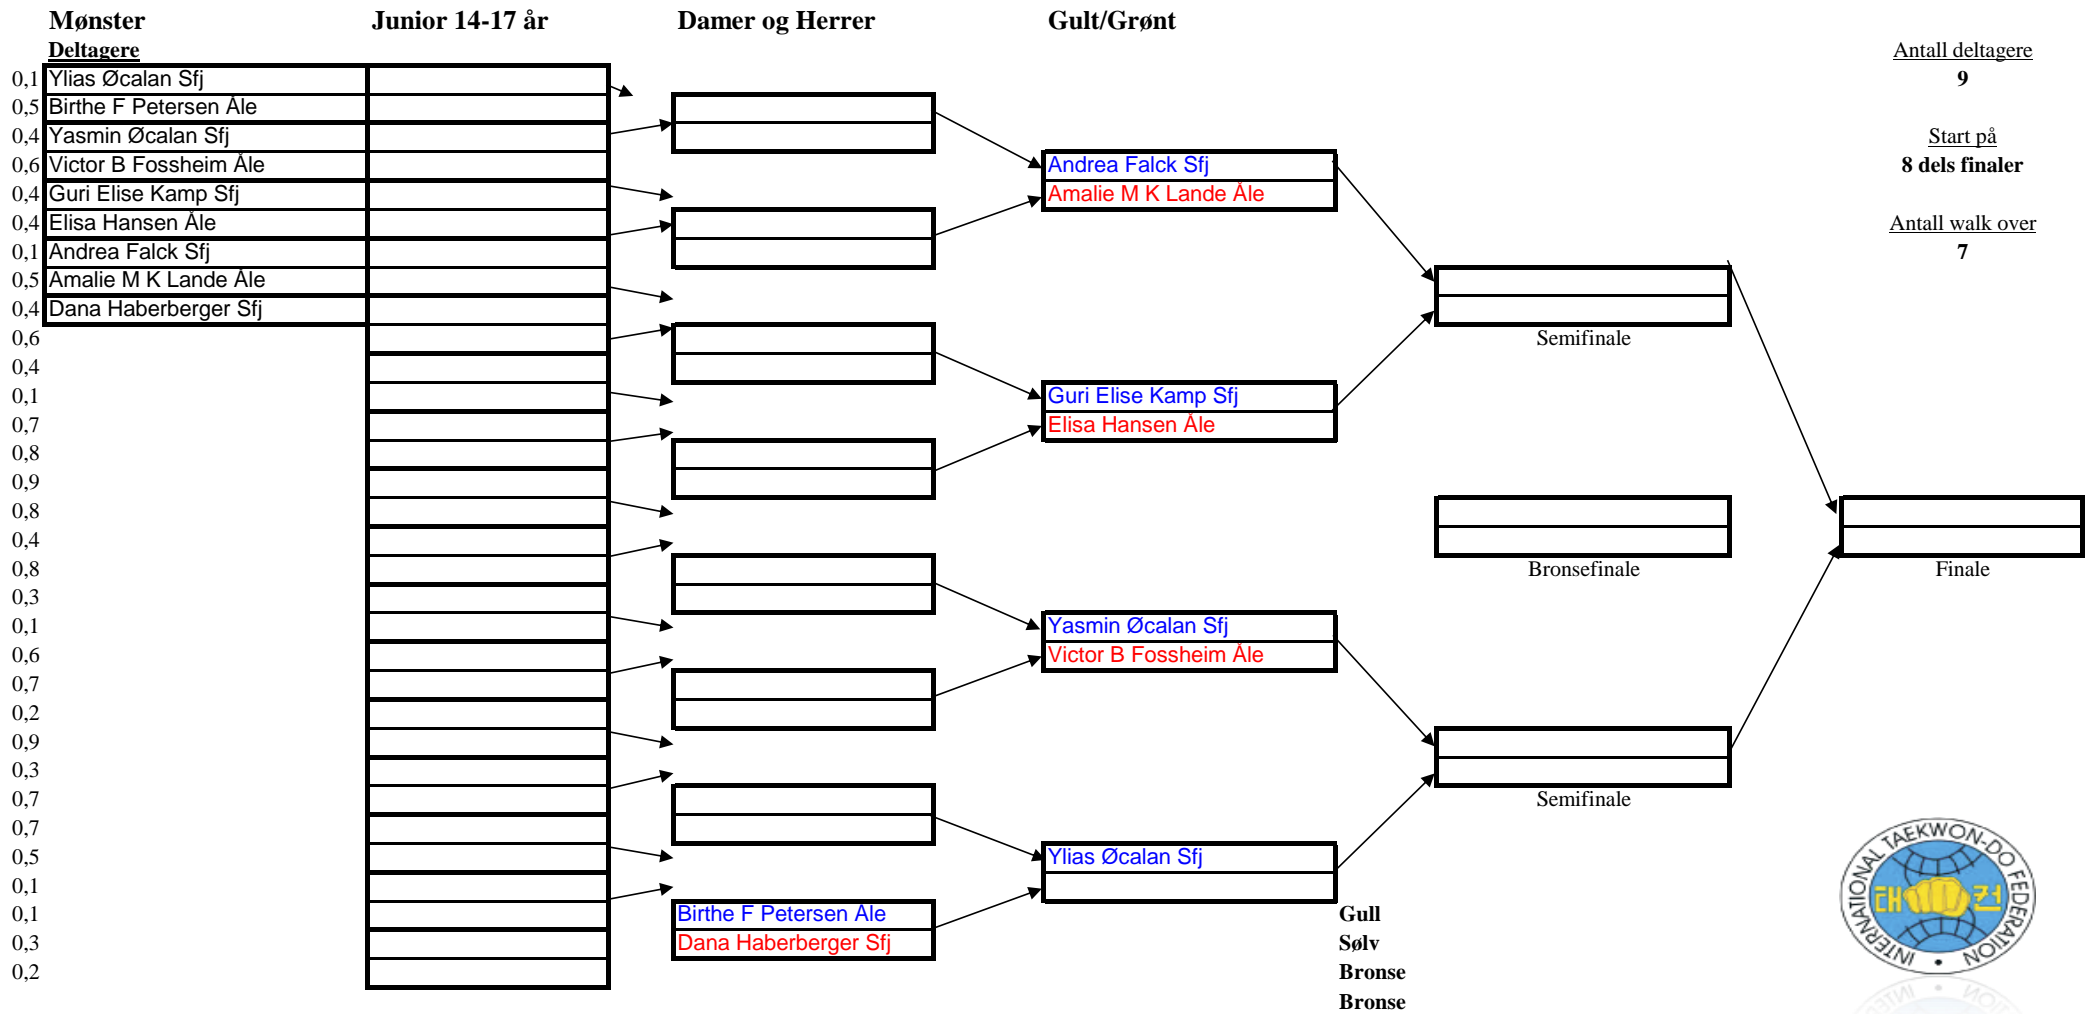 Mønster Junior 14-17 år Damer og Herrer Gult/Grønt
Deltagere Antall deltagere
0,1 Ylias Øcalan Sfj 9
0,5 Birthe F Petersen Åle
0,4 Yasmin Øcalan Sfj Start på
0,6 Victor B Fossheim Åle Andrea Falck Sfj 8 dels finaler
0,4 Guri Elise Kamp Sfj Amalie M K Lande Åle
0,4 Elisa Hansen Åle Antall walk over
0,1 Andrea Falck Sfj 7
0,5 Amalie M K Lande Åle
0,4 Dana Haberberger Sfj
0,6 Semifinale
0,4
0,1 Guri Elise Kamp Sfj
0,7 Elisa Hansen Åle
0,8
0,9
0,8
0,4
0,8 Bronsefinale Finale
0,3
0,1 Yasmin Øcalan Sfj
0,6 Victor B Fossheim Åle
0,7
0,2
0,9
0,3
0,7 Semifinale
0,7
0,5 Ylias Øcalan Sfj
0,1
0,1 Birthe F Petersen Åle Gull
0,3 Dana Haberberger Sfj Sølv
0,2 Bronse
Bronse
INTERNATIONAL TAEKWON-DO FEDERATION
태권